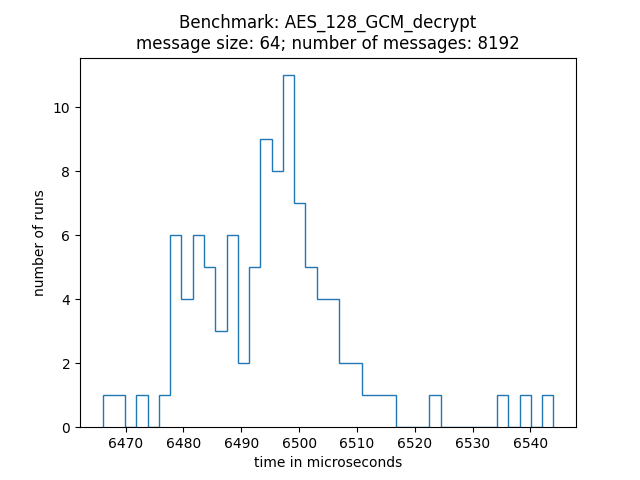 Benchmark: AES_128_GCM_decrypt
message size: 64; number of messages: 8192
number of runs
10
8
6
4
2
0
6470 6480 6490 6500 6510 6520 6530 6540
time in microseconds